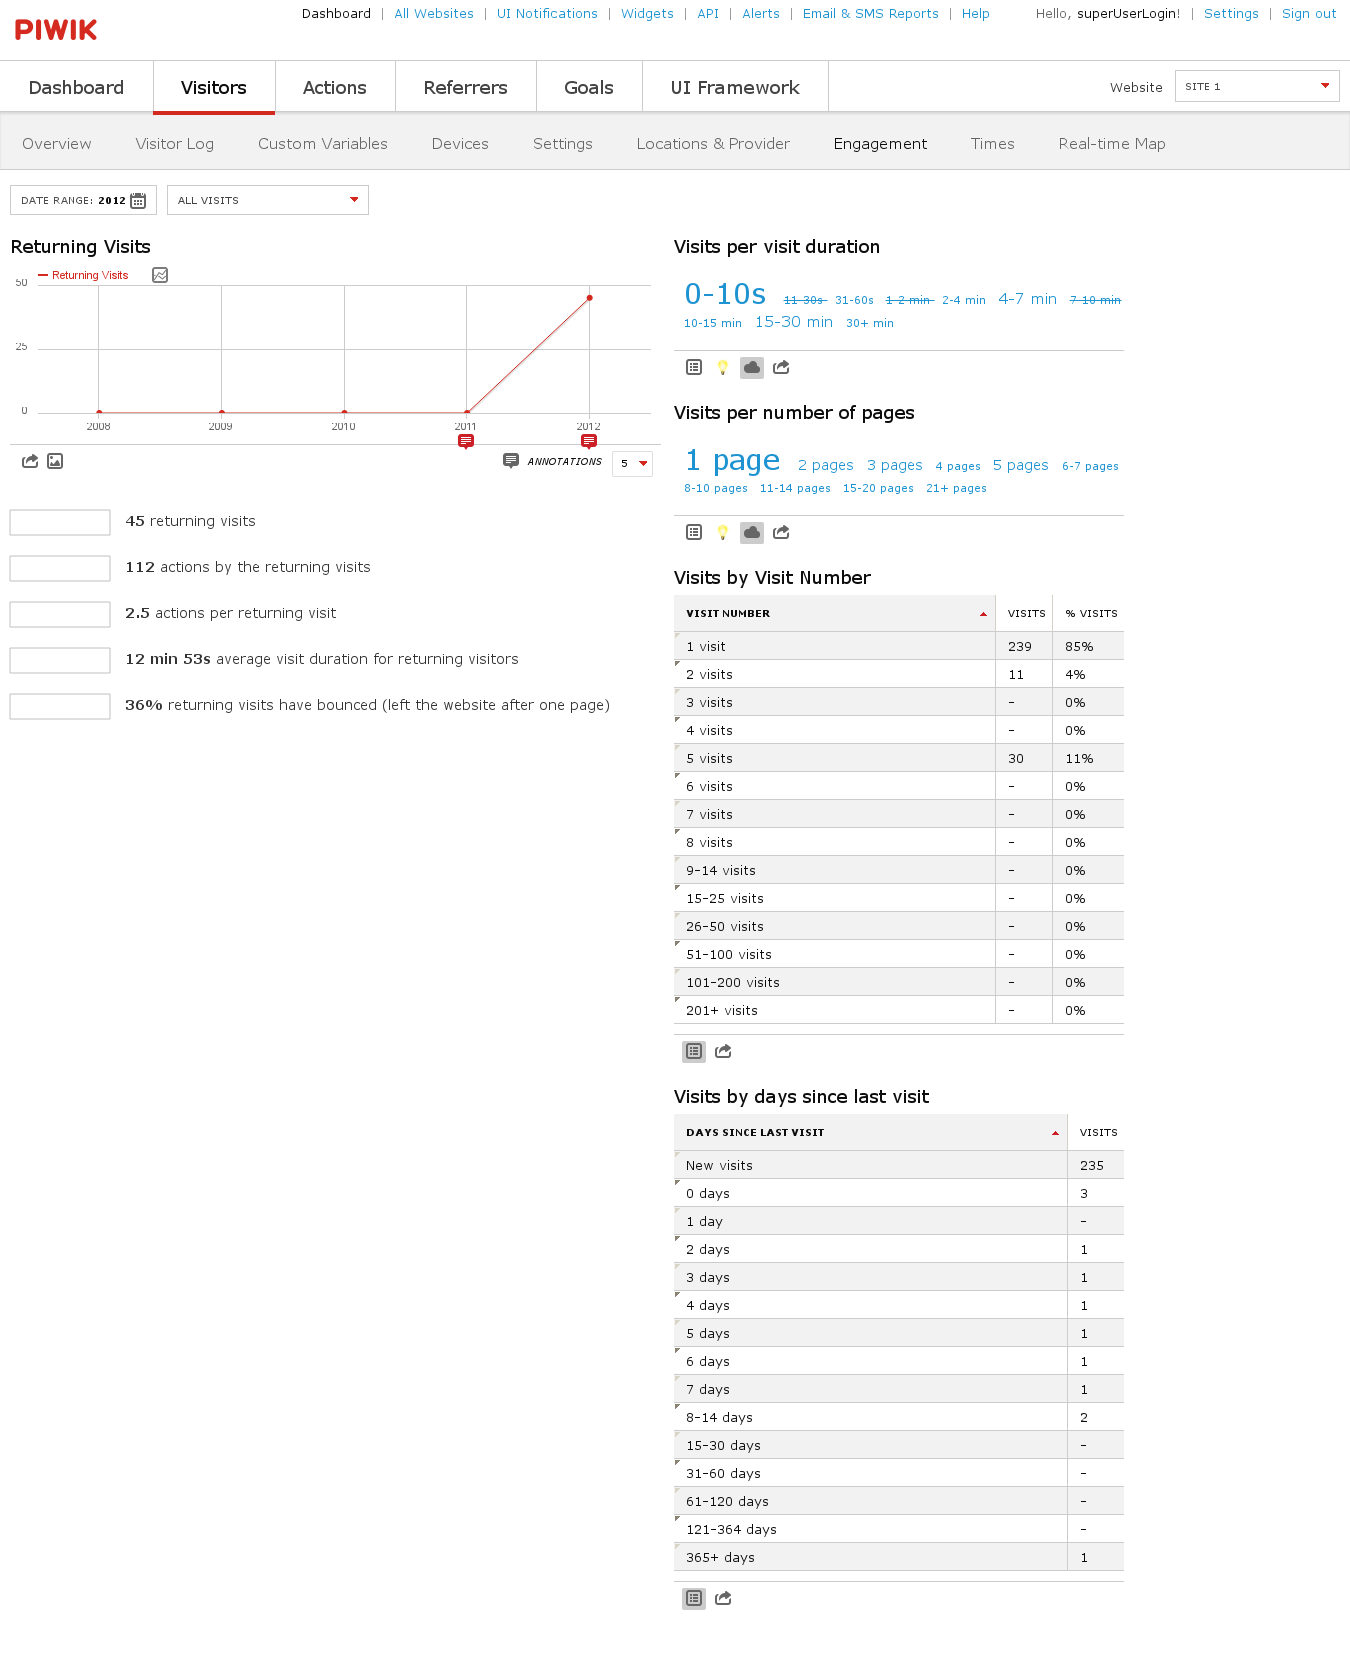 PIWIK
Dashboard | All Websites | UI Notifications | Widgets | API | Alerts | Email & SMS Reports | Help
Hello, superUserLogin! | Settings | Sign out
Dashboard Visitors Actions Referrers Goals UI Framework
Website SITE 1
Overview Visitor Log Custom Variables Devices Settings Locations & Provider Engagement Times Real-time Map
DATE RANGE: 2012 ALL VISITS
Returning Visits
Returning Visits
50
25
0
2008 2009 2010 2011 2012
ANNOTATIONS 5
45 returning visits
112 actions by the returning visits
2.5 actions per returning visit
12 min 53s average visit duration for returning visitors
36% returning visits have bounced (left the website after one page)
Visits per visit duration
0-10s 11-30s 31-60s 1-2 min 2-4 min 4-7 min 7-10 min
10-15 min 15-30 min 30+ min
Visits per number of pages
1 page 2 pages 3 pages 4 pages 5 pages 6-7 pages
8-10 pages 11-14 pages 15-20 pages 21+ pages
Visits by Visit Number
VISIT NUMBER VISITS % VISITS
1 visit 239 85%
2 visits 11 4%
3 visits - 0%
4 visits - 0%
5 visits 30 11%
6 visits - 0%
7 visits - 0%
8 visits - 0%
9-14 visits - 0%
15-25 visits - 0%
26-50 visits - 0%
51-100 visits - 0%
101-200 visits - 0%
201+ visits - 0%
Visits by days since last visit
DAYS SINCE LAST VISIT VISITS
New visits 235
0 days 3
1 day -
2 days 1
3 days 1
4 days 1
5 days 1
6 days 1
7 days 1
8-14 days 2
15-30 days -
31-60 days -
61-120 days -
121-364 days -
365+ days 1